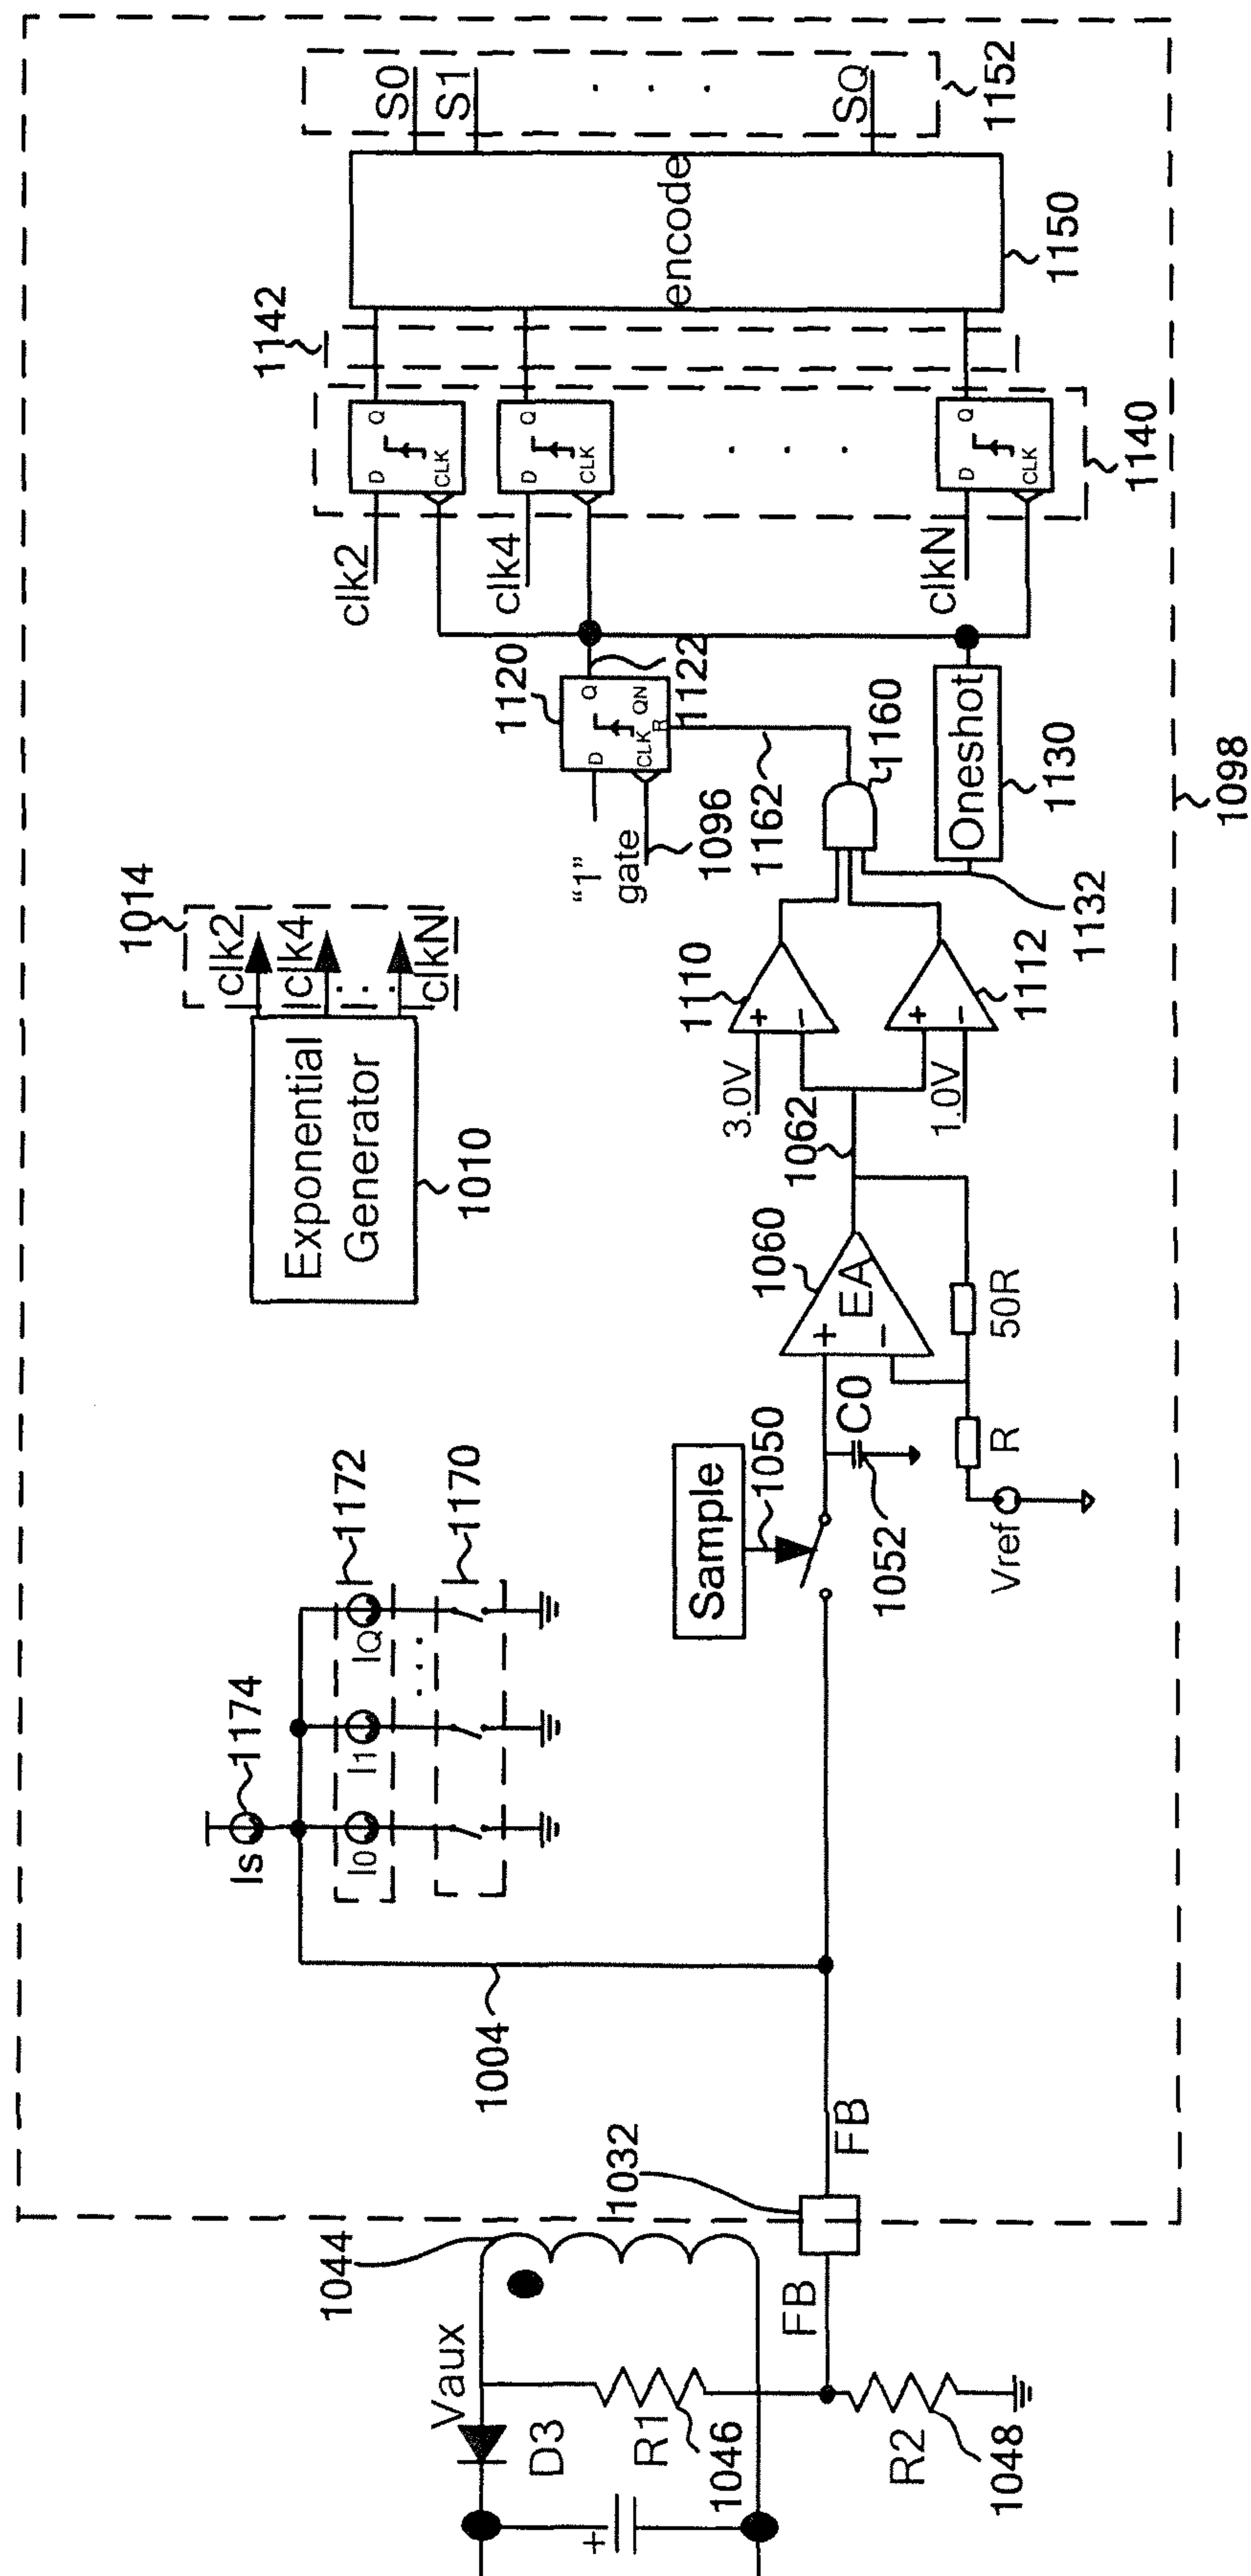 1014
clk2
clk4
clkN
Exponential
Generator
1010
Is
1174
I0
I1
IQ
1172
1170
1004
1044
Vaux
D3
+
R1
1046
R2
1048
FB
1032
FB
Sample
1050
1052
C0
Vref
R
50R
+
-
EA
1060
1062
3.0V
+
-
1110
1.0V
+
-
1112
1132
1160
1162
Oneshot
1130
"1"
gate
1096
D
CLK
Q
QN
R
1120
1122
clk2
D
CLK
Q
clk4
D
CLK
Q
clkN
D
CLK
Q
1140
1142
encode
1150
S0
S1
SQ
1152
1098